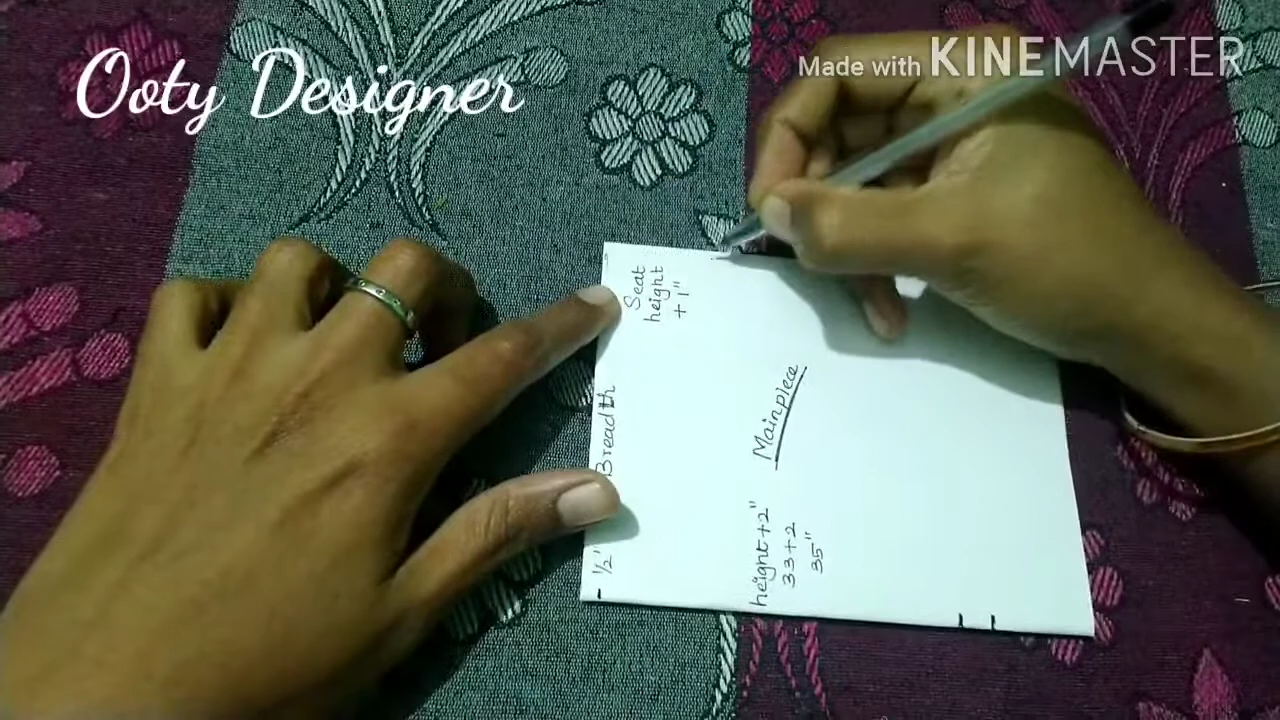 Ooty Designer
Made with KINEMASTER
Seat
height
+1"
Breadth
1/2"
Mainpiece
height+2"
33+2
35"